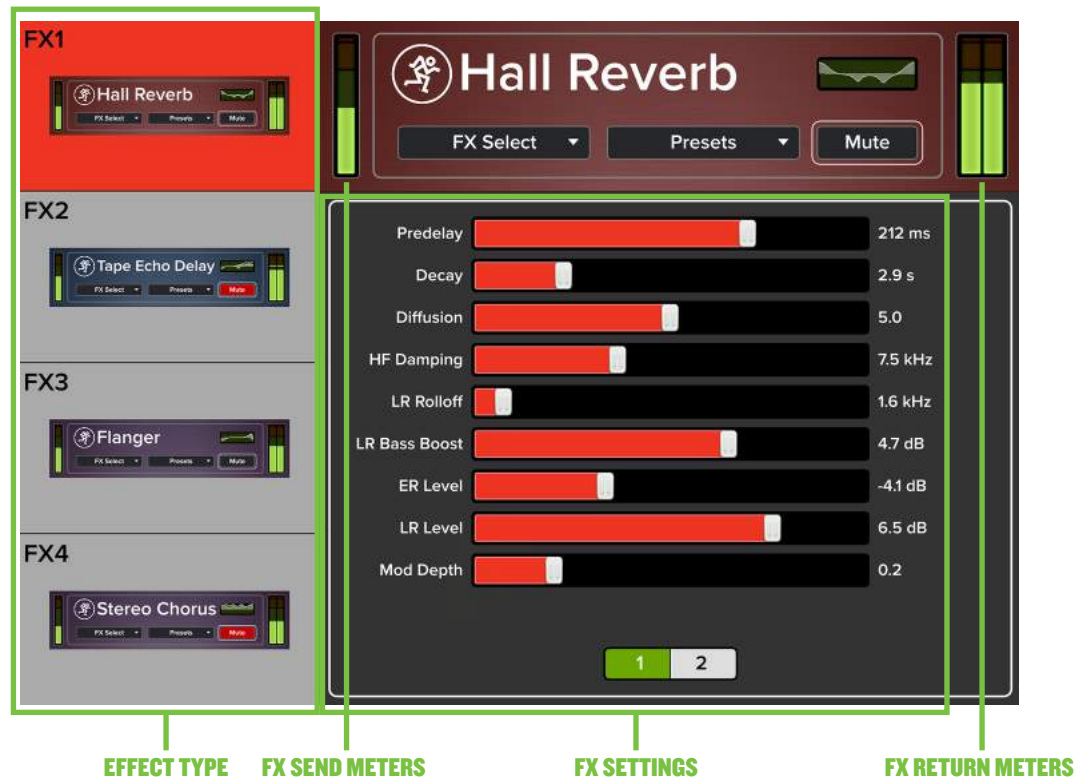 FX1
Hall Reverb
FX Select Presets Mute
FX2
Tape Echo Delay
FX Select Presets Mute
FX3
Flanger
FX Select Presets Mute
FX4
Stereo Chorus
FX Select Presets Mute
Hall Reverb
FX Select Presets Mute
Predelay 212 ms
Decay 2.9 s
Diffusion 5.0
HF Damping 7.5 kHz
LR Rolloff 1.6 kHz
LR Bass Boost 4.7 dB
ER Level -4.1 dB
LR Level 6.5 dB
Mod Depth 0.2
1 2
EFFECT TYPE FX SEND METERS FX SETTINGS FX RETURN METERS